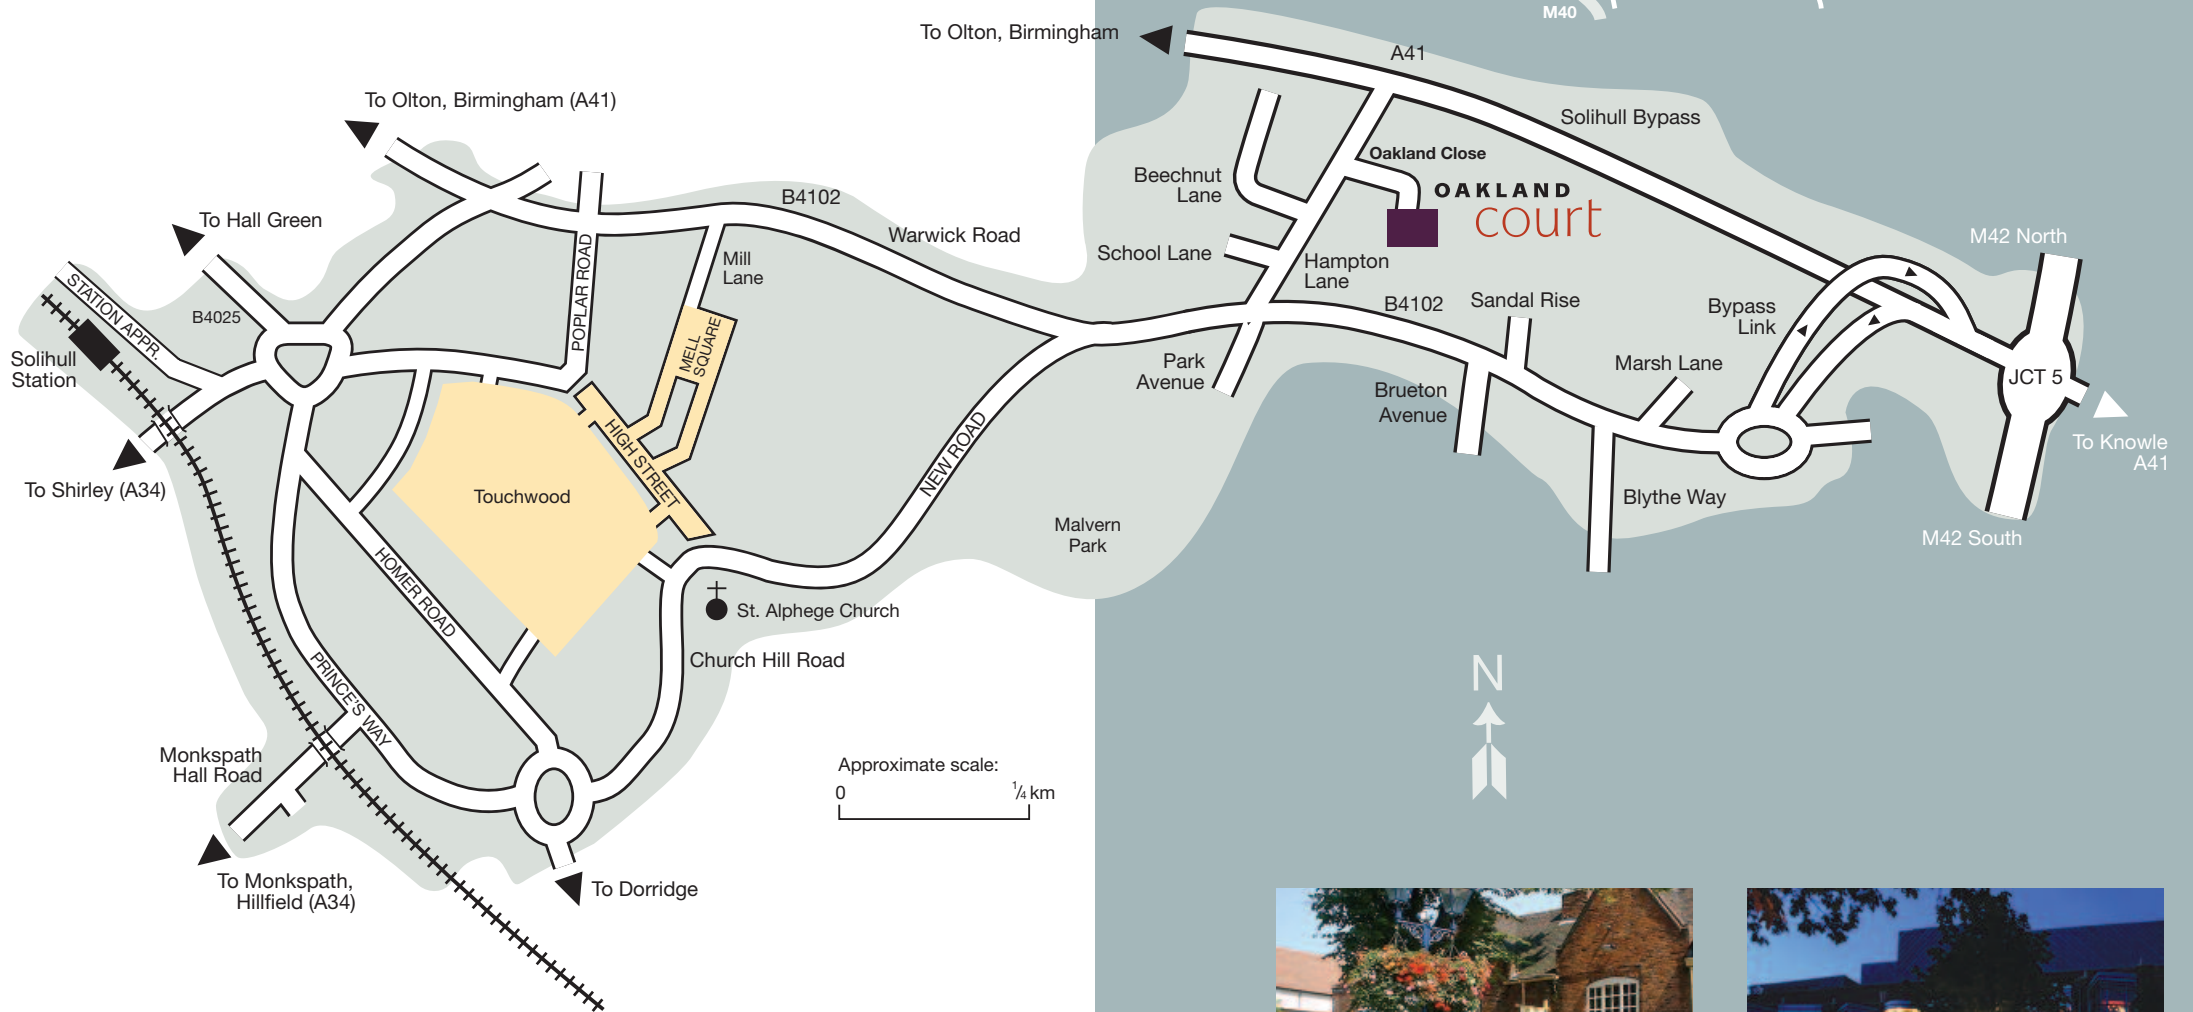 M40
To Olton, Birmingham
A41
To Olton, Birmingham (A41)
Solihull Bypass
Oakland Close
Beechnut
Lane
OAKLAND
court
B4102
To Hall Green
Warwick Road
M42 North
School Lane
POPLAR ROAD
Mill
Lane
Hampton
Lane
STATION APPR.
B4025
B4102
Sandal Rise
Bypass
Link
MELL
SQUARE
Solihull
Station
Park
Avenue
Marsh Lane
JCT 5
Brueton
Avenue
To Knowle
A41
HIGH STREET
NEW ROAD
To Shirley (A34)
Touchwood
Blythe Way
Malvern
Park
M42 South
HOMER ROAD
St. Alphege Church
Church Hill Road
PRINCE'S WAY
N
Monkspath
Hall Road
Approximate scale:
0 1/4 km
To Monkspath,
Hillfield (A34)
To Dorridge